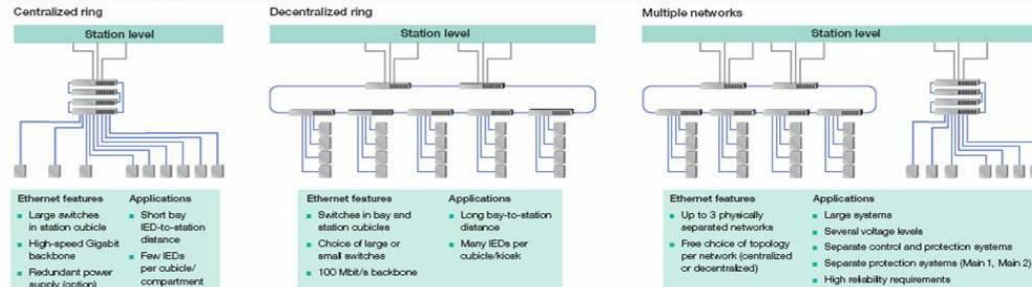 Centralized ring
Station level
Ethernet features
Large switches
in station cubicle
High-speed Gigabit
backbone
Redundant power
supply (option)
Applications
Short bay
IED-to-station
distance
Few IEDs
per cubicle/
compartment
Decentralized ring
Station level
Ethernet features
Switches in bay and
station cubicles
Choice of large or
small switches
100 Mbit/s backbone
Applications
Long bay-to-station
distance
Many IEDs per
cubicle/kiosk
Multiple networks
Station level
Ethernet features
Up to 3 physically
separated networks
Free choice of topology
per network (centralized
or decentralized)
Applications
Large systems
Several voltage levels
Separate control and protection systems
Separate protection systems (Main 1, Main 2)
High reliability requirements